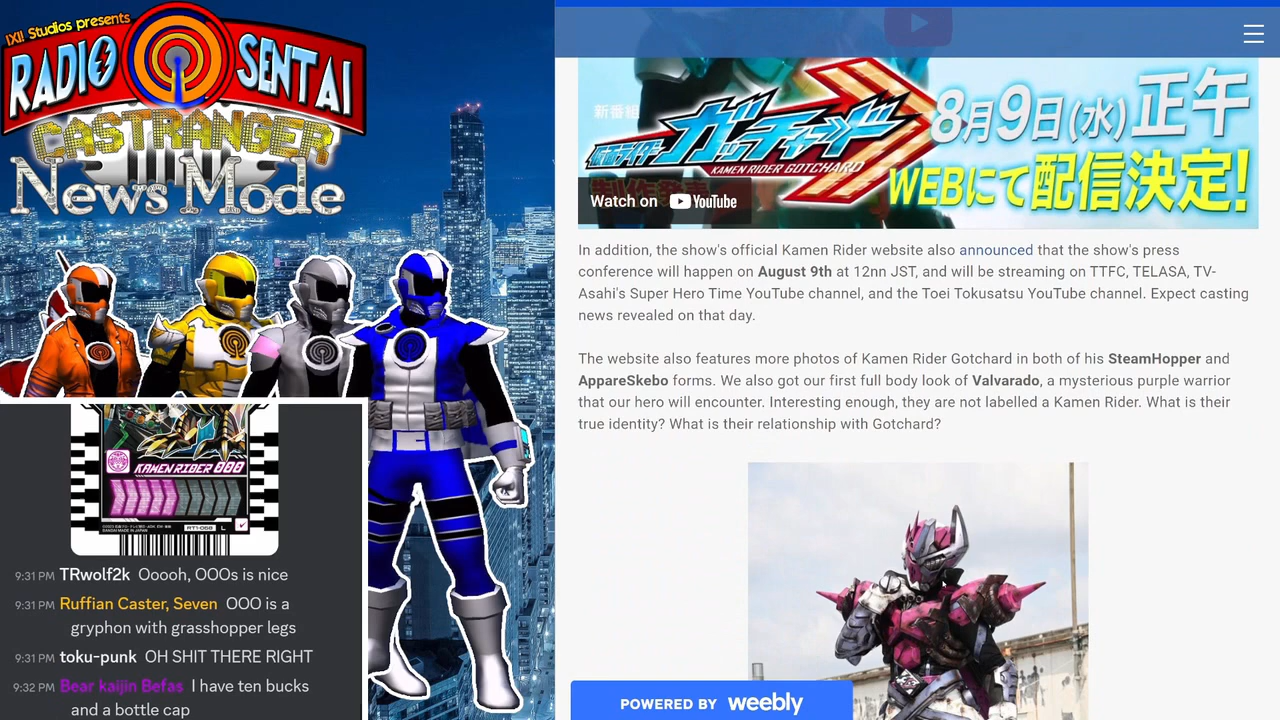 IXI! Studios presents
RADIO SENTAI
CASTRANGER
News Mode
KAMEN RIDER OOO
RT1-068
L
9:31 PM TRwolf2k Ooooh, OOOs is nice
9:31 PM Ruffian Caster, Seven OOO is a
gryphon with grasshopper legs
9:31 PM toku-punk OH SHIT THERE RIGHT
9:32 PM Bear kaijin Befas I have ten bucks
and a bottle cap
新番組
仮面ライダー
ガッチャード
KAMEN RIDER GOTCHARD
8月9日(水) 正午
WEBにて配信決定!
Watch on YouTube
In addition, the show's official Kamen Rider website also announced that the show's press
conference will happen on August 9th at 12nn JST, and will be streaming on TTFC, TELASA, TV-
Asahi's Super Hero Time YouTube channel, and the Toei Tokusatsu YouTube channel. Expect casting
news revealed on that day.
The website also features more photos of Kamen Rider Gotchard in both of his SteamHopper and
AppareSkebo forms. We also got our first full body look of Valvarado, a mysterious purple warrior
that our hero will encounter. Interesting enough, they are not labelled a Kamen Rider. What is their
true identity? What is their relationship with Gotchard?
POWERED BY weebly